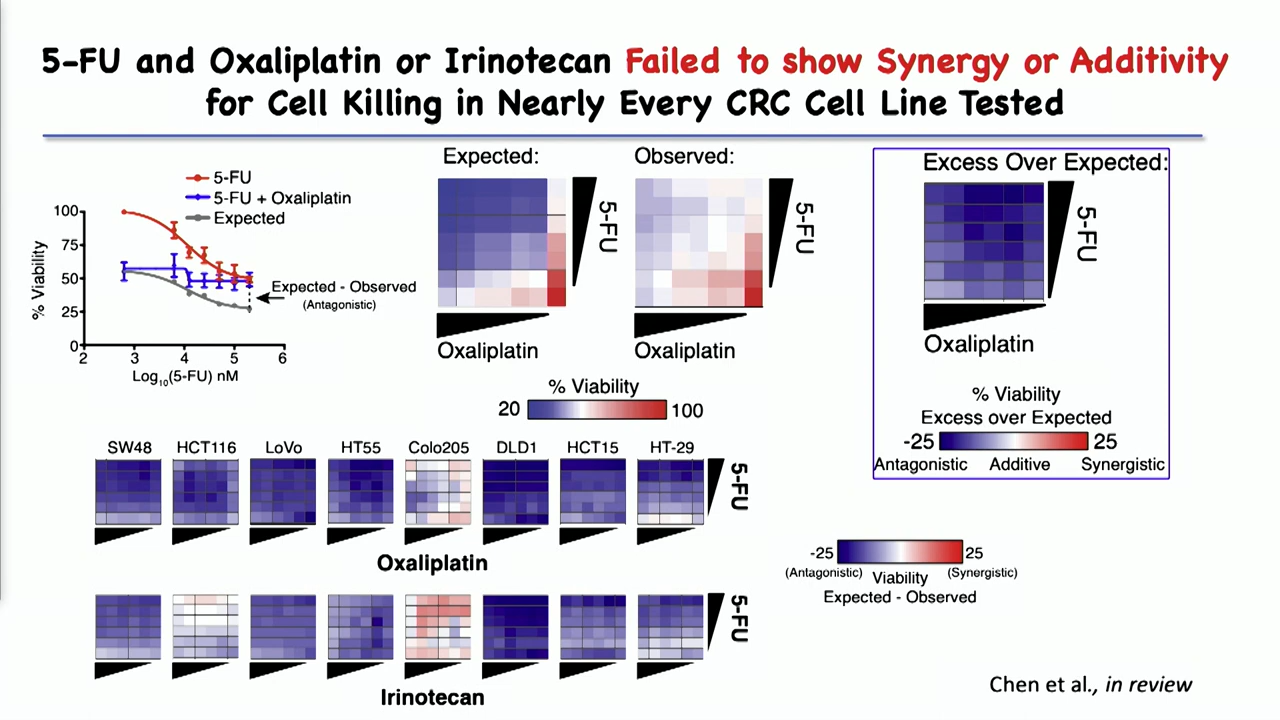 5-FU and Oxaliplatin or Irinotecan Failed to show Synergy or Additivity
for Cell Killing in Nearly Every CRC Cell Line Tested
5-FU
5-FU + Oxaliplatin
Expected
100
75
50
25
0
% Viability
2 3 4 5 6
Log10(5-FU) nM
Expected - Observed
(Antagonistic)
Expected:
5-FU
Oxaliplatin
Observed:
5-FU
Oxaliplatin
% Viability
20 100
Excess Over Expected:
5-FU
Oxaliplatin
% Viability
Excess over Expected
-25 25
Antagonistic Additive Synergistic
SW48 HCT116 LoVo HT55 Colo205 DLD1 HCT15 HT-29
5-FU
Oxaliplatin
5-FU
Irinotecan
-25 25
(Antagonistic) Viability (Synergistic)
Expected - Observed
Chen et al., in review